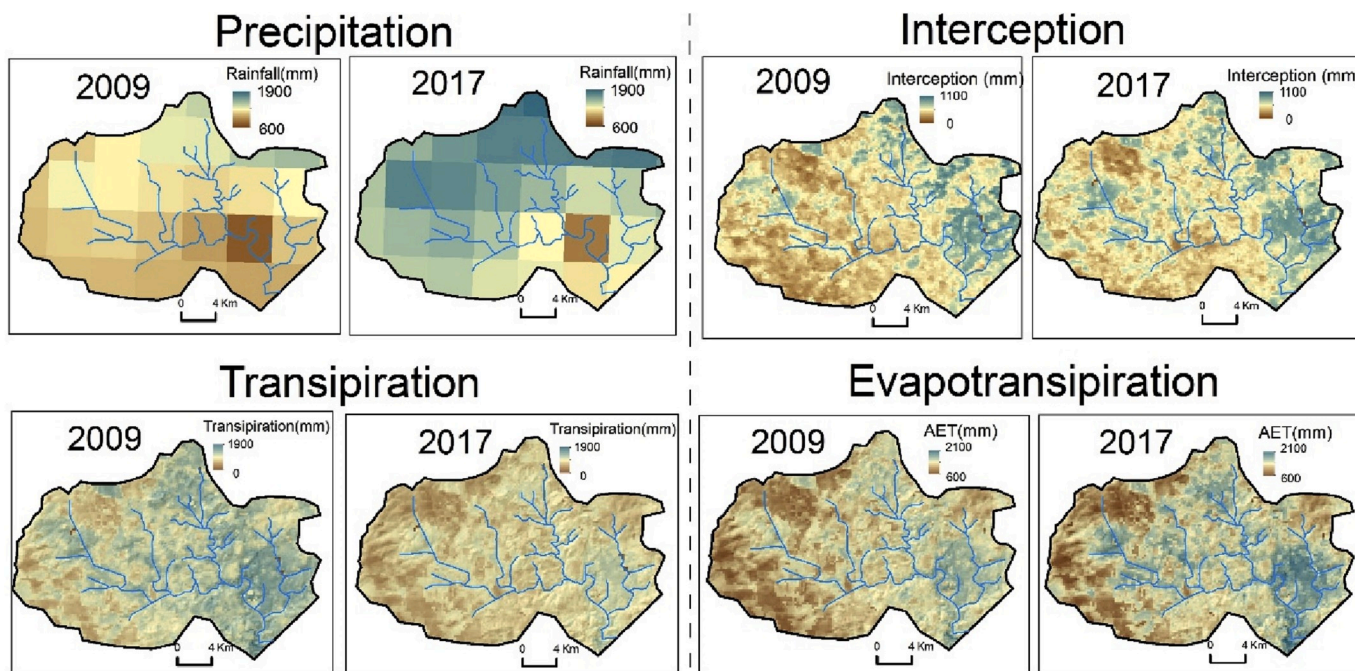 Precipitation
2009
Rainfall(mm)
1900
600
0 4 Km
2017
Rainfall(mm)
1900
600
0 4 Km
Interception
2009
Interception (mm)
1100
0
0 4 Km
2017
Interception (mm)
1100
0
0 4 Km
Transipiration
2009
Transipiration(mm)
1900
0
0 4 Km
2017
Transipiration(mm)
1900
0
0 4 Km
Evapotransipiration
2009
AET(mm)
2100
600
0 4 Km
2017
AET(mm)
2100
600
0 4 Km